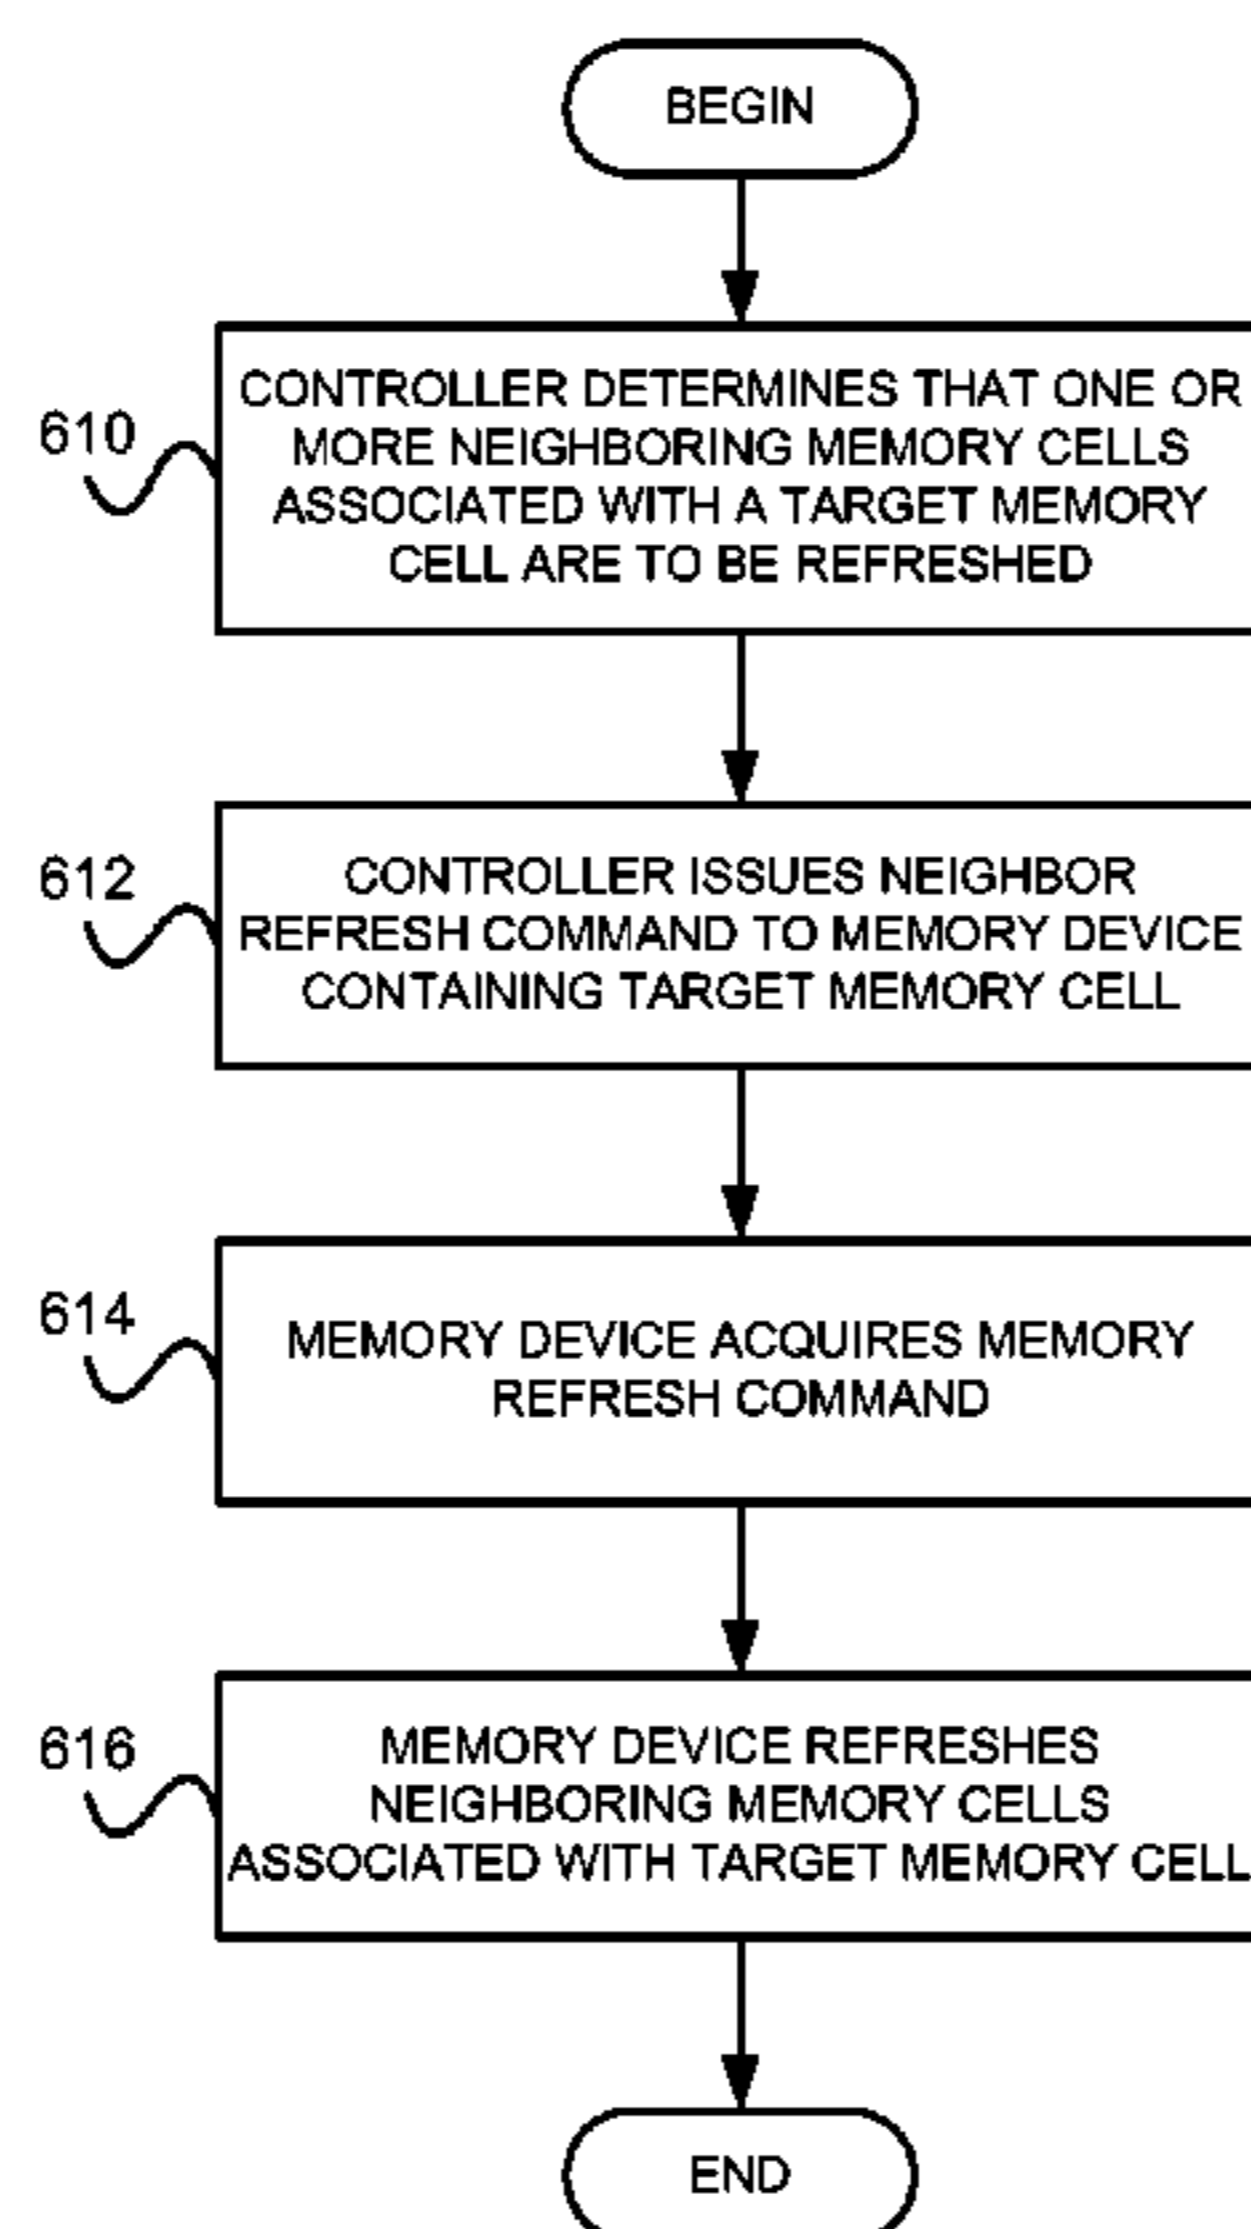 BEGIN
610
CONTROLLER DETERMINES THAT ONE OR
MORE NEIGHBORING MEMORY CELLS
ASSOCIATED WITH A TARGET MEMORY
CELL ARE TO BE REFRESHED
612
CONTROLLER ISSUES NEIGHBOR
REFRESH COMMAND TO MEMORY DEVICE
CONTAINING TARGET MEMORY CELL
614
MEMORY DEVICE ACQUIRES MEMORY
REFRESH COMMAND
616
MEMORY DEVICE REFRESHES
NEIGHBORING MEMORY CELLS
ASSOCIATED WITH TARGET MEMORY CELL
END